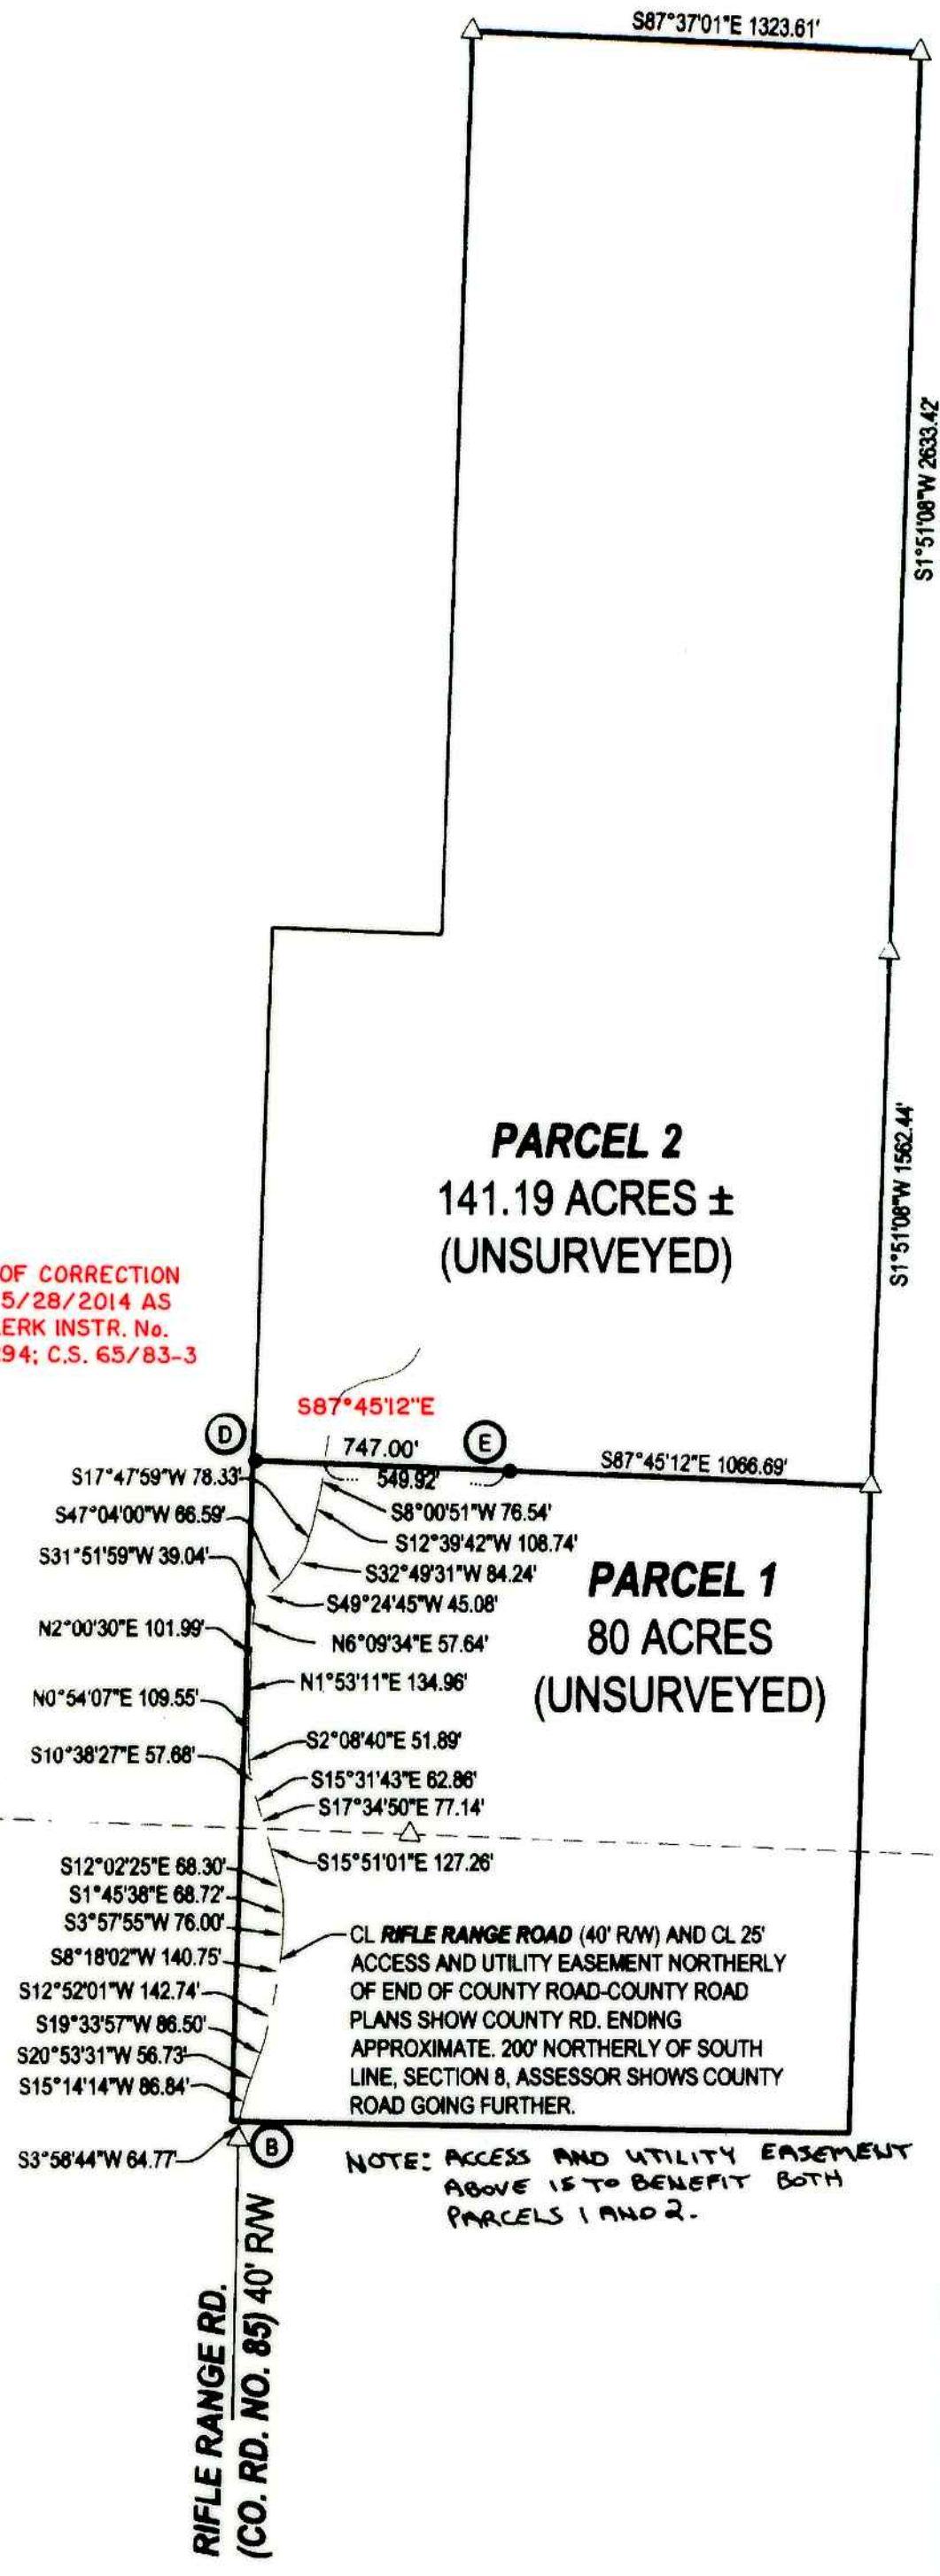 S87°37'01"E 1323.61'
S1°51'08"W 2633.42'
S1°51'08"W 1562.44'
PARCEL 2
141.19 ACRES ±
(UNSURVEYED)
OF CORRECTION
5/28/2014 AS
ERK INSTR. No.
94; C.S. 65/83-3
S87°45'12"E
D
747.00'
E
549.92'
S87°45'12"E 1066.69'
S17°47'59"W 78.33'
S47°04'00"W 66.59'
S31°51'59"W 39.04'
N2°00'30"E 101.99'
N0°54'07"E 109.55'
S10°38'27"E 57.68'
S8°00'51"W 76.54'
S12°39'42"W 108.74'
S32°49'31"W 84.24'
S49°24'45"W 45.08'
N6°09'34"E 57.64'
N1°53'11"E 134.96'
S2°08'40"E 51.89'
S15°31'43"E 62.86'
S17°34'50"E 77.14'
S15°51'01"E 127.26'
PARCEL 1
80 ACRES
(UNSURVEYED)
S12°02'25"E 68.30'
S1°45'38"E 68.72'
S3°57'55"W 76.00'
S8°18'02"W 140.75'
S12°52'01"W 142.74'
S19°33'57"W 86.50'
S20°53'31"W 56.73'
S15°14'14"W 86.84'
S3°58'44"W 64.77'
CL RIFLE RANGE ROAD (40' R/W) AND CL 25'
ACCESS AND UTILITY EASEMENT NORTHERLY
OF END OF COUNTY ROAD-COUNTY ROAD
PLANS SHOW COUNTY RD. ENDING
APPROXIMATE. 200' NORTHERLY OF SOUTH
LINE, SECTION 8, ASSESSOR SHOWS COUNTY
ROAD GOING FURTHER.
B
NOTE: ACCESS AND UTILITY EASEMENT
ABOVE IS TO BENEFIT BOTH
PARCELS 1 AND 2.
RIFLE RANGE RD.
(CO. RD. NO. 85) 40' R/W